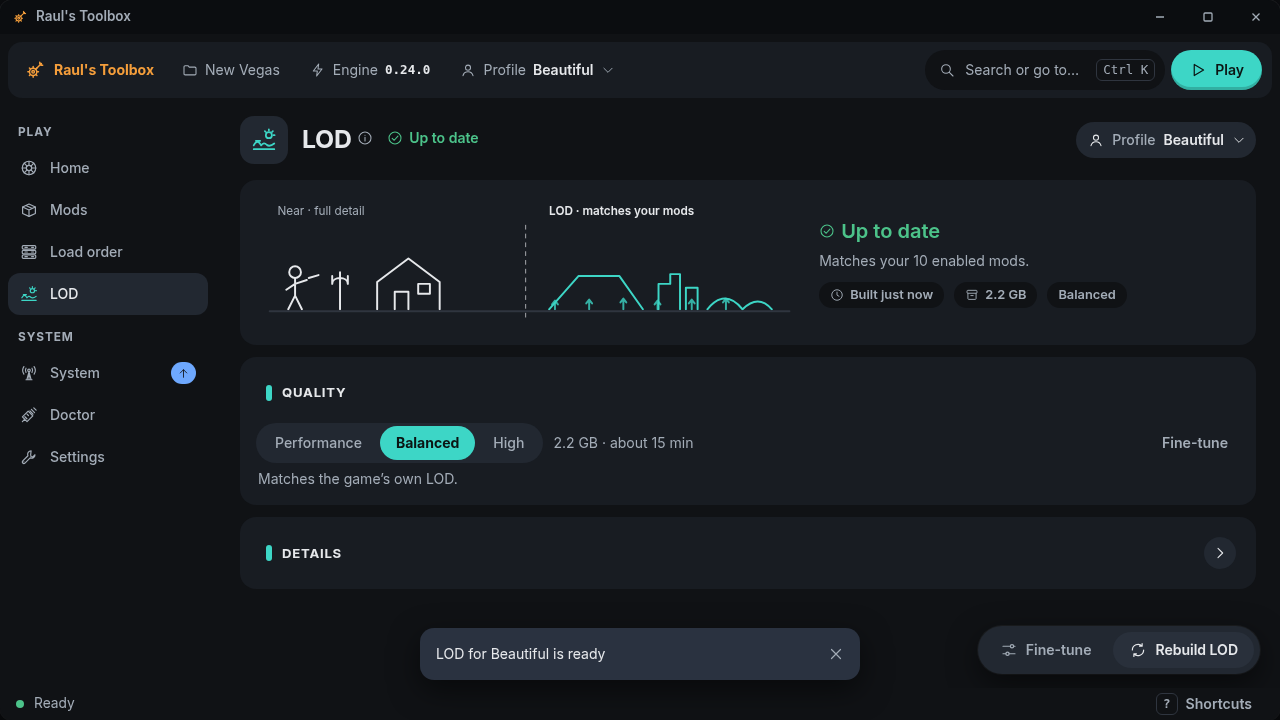 Raul's Toolbox
Raul's Toolbox
New Vegas
Engine 0.24.0
Profile Beautiful
Search or go to...
Ctrl K
Play
PLAY
Home
Mods
Load order
LOD
SYSTEM
System
Doctor
Settings
LOD
Up to date
Profile Beautiful
Near · full detail
LOD · matches your mods
Up to date
Matches your 10 enabled mods.
Built just now
2.2 GB
Balanced
QUALITY
Performance
Balanced
High
2.2 GB · about 15 min
Fine-tune
Matches the game's own LOD.
DETAILS
LOD for Beautiful is ready
Fine-tune
Rebuild LOD
Ready
? Shortcuts